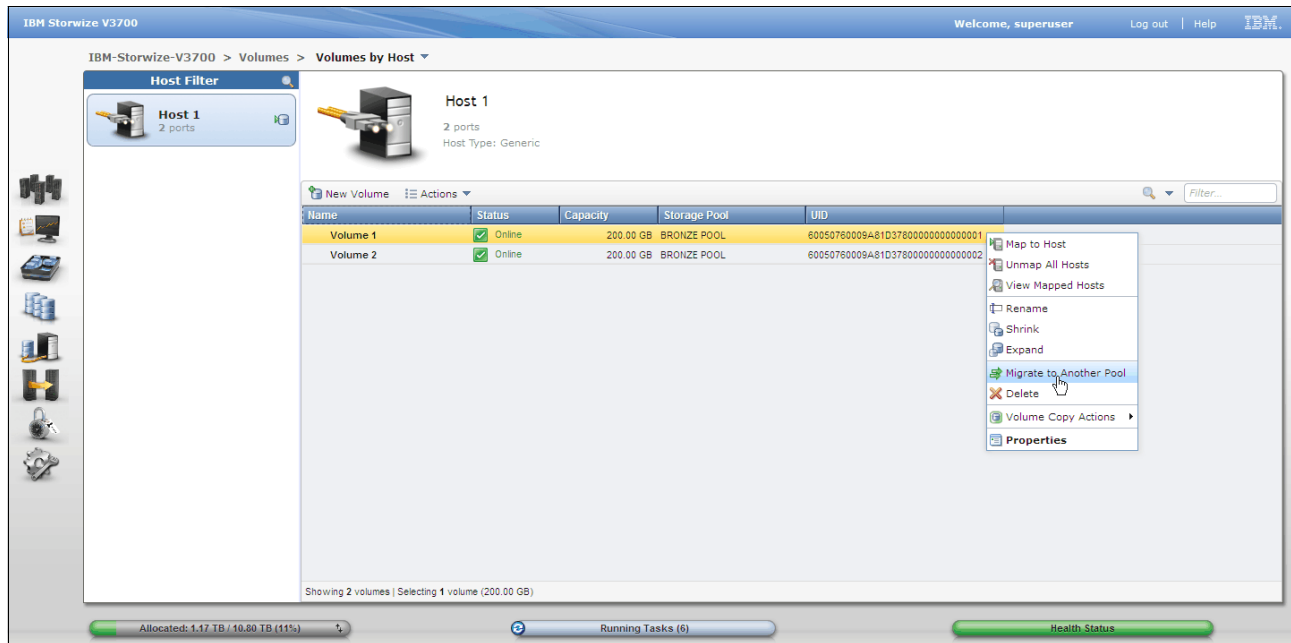 IBM Storwize V3700 Welcome, superuser Log out | Help IBM.
IBM-Storwize-V3700 > Volumes > Volumes by Host
Host Filter
Host 1
2 ports
Host 1
2 ports
Host Type: Generic
New Volume Actions Filter...
Name Status Capacity Storage Pool UID
Volume 1 Online 200.00 GB BRONZE POOL 60050760009A81D37800000000000001
Volume 2 Online 200.00 GB BRONZE POOL 60050760009A81D37800000000000002
Map to Host
Unmap All Hosts
View Mapped Hosts
Rename
Shrink
Expand
Migrate to Another Pool
Delete
Volume Copy Actions
Properties
Showing 2 volumes | Selecting 1 volume (200.00 GB)
Allocated: 1.17 TB / 10.80 TB (11%) Running Tasks (6) Health Status